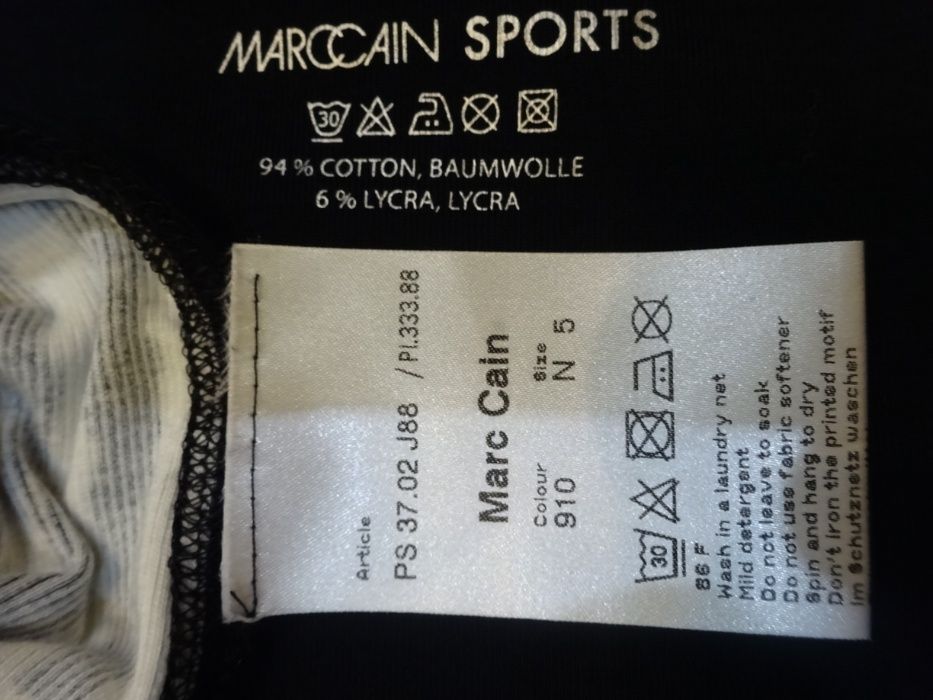 MARCCAIN SPORTS
30
94 % COTTON, BAUMWOLLE
6 % LYCRA, LYCRA
Article
PS 37.02 J88 / PI.333.88
Marc Cain
Colour Size
910 N 5
30
86 F
Wash in a laundry net
Mild detergent
Do not leave to soak
Do not use fabric softener
Spin and hang to dry
Don't iron the printed motif
Im Schutznetz waschen